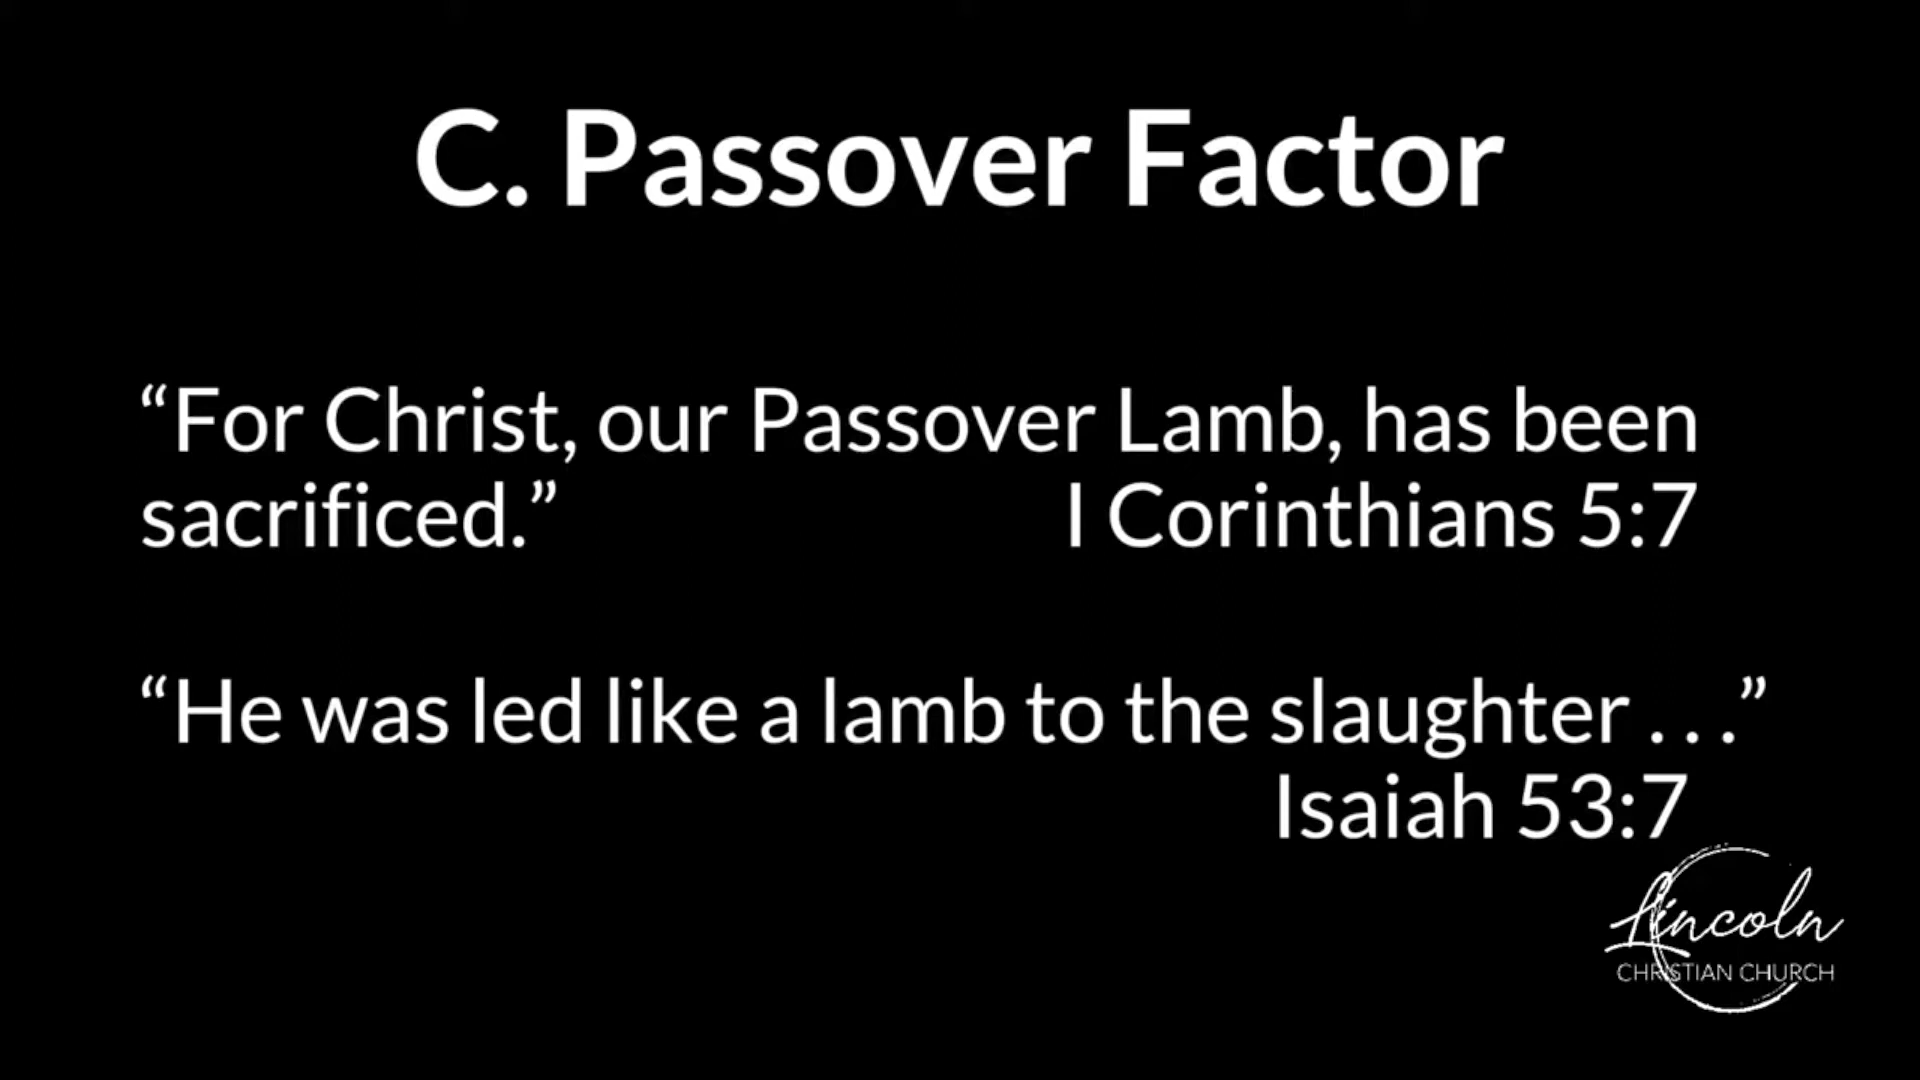 C. Passover Factor
“For Christ, our Passover Lamb, has been
sacrificed.” I Corinthians 5:7
“He was led like a lamb to the slaughter . . .”
Isaiah 53:7
Lincoln
CHRISTIAN CHURCH